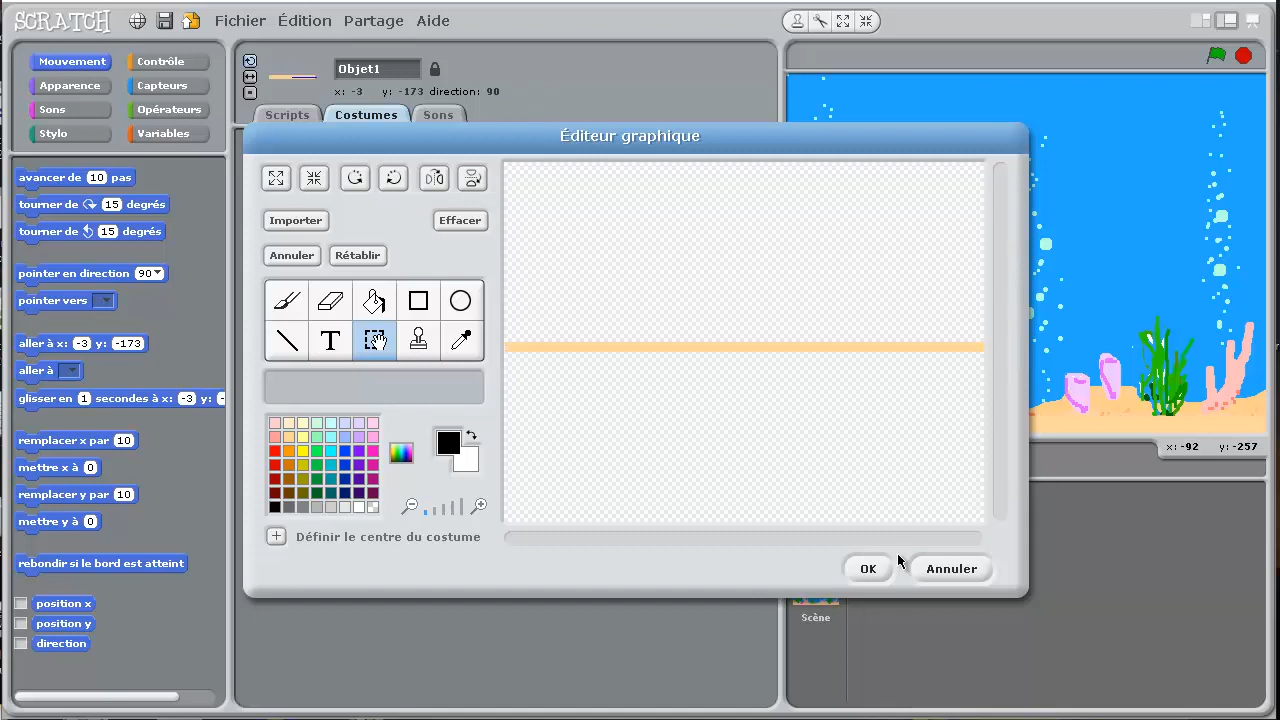 SCRATCH Fichier Édition Partage Aide
Mouvement Contrôle
Apparence Capteurs
Sons Opérateurs
Stylo Variables
avancer de 10 pas
tourner de 15 degrés
tourner de 15 degrés
pointer en direction 90
pointer vers
aller à x: -3 y: -173
aller à
glisser en 1 secondes à x: -3 y:
remplacer x par 10
mettre x à 0
remplacer y par 10
mettre y à 0
rebondir si le bord est atteint
position x
position y
direction
Objet1
x: -3 y: -173 direction: 90
Scripts Costumes Sons
Éditeur graphique
Importer Effacer
Annuler Rétablir
T
Définir le centre du costume
OK Annuler
x: -92 y: -257
Scène